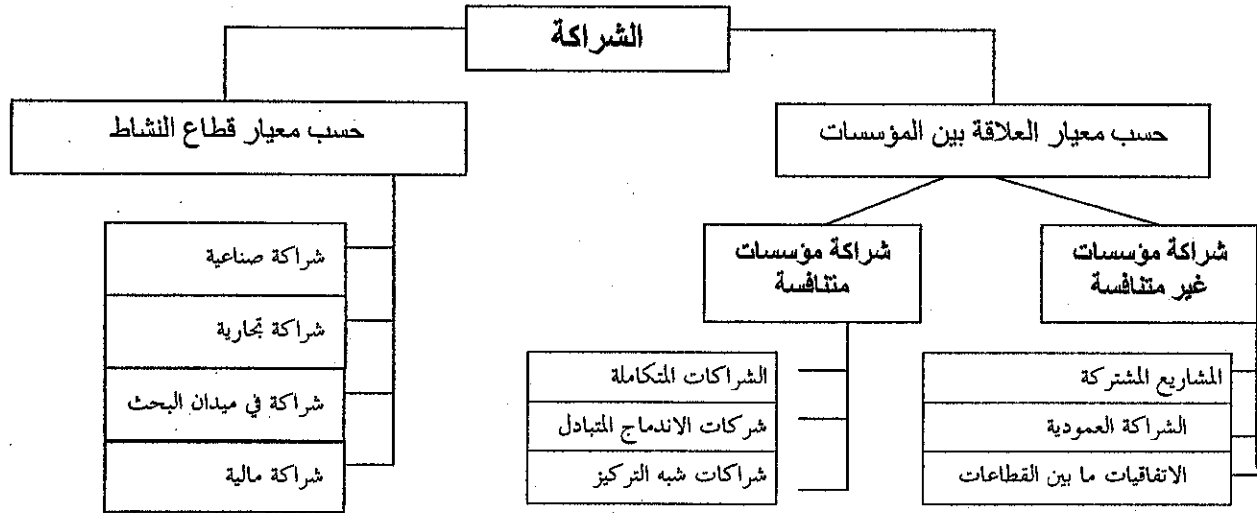 الشراكة
حسب معيار العلاقة بين المؤسسات
حسب معيار قطاع النشاط
شراكة مؤسسات
غير متنافسة
شراكة مؤسسات
متنافسة
المشاريع المشتركة
الشراكة العمودية
الاتفاقيات ما بين القطاعات
الشراكات المتكاملة
شركات الاندماج المتبادل
شراكات شبه التركيز
شراكة صناعية
شراكة تجارية
شراكة في ميدان البحث
شراكة مالية